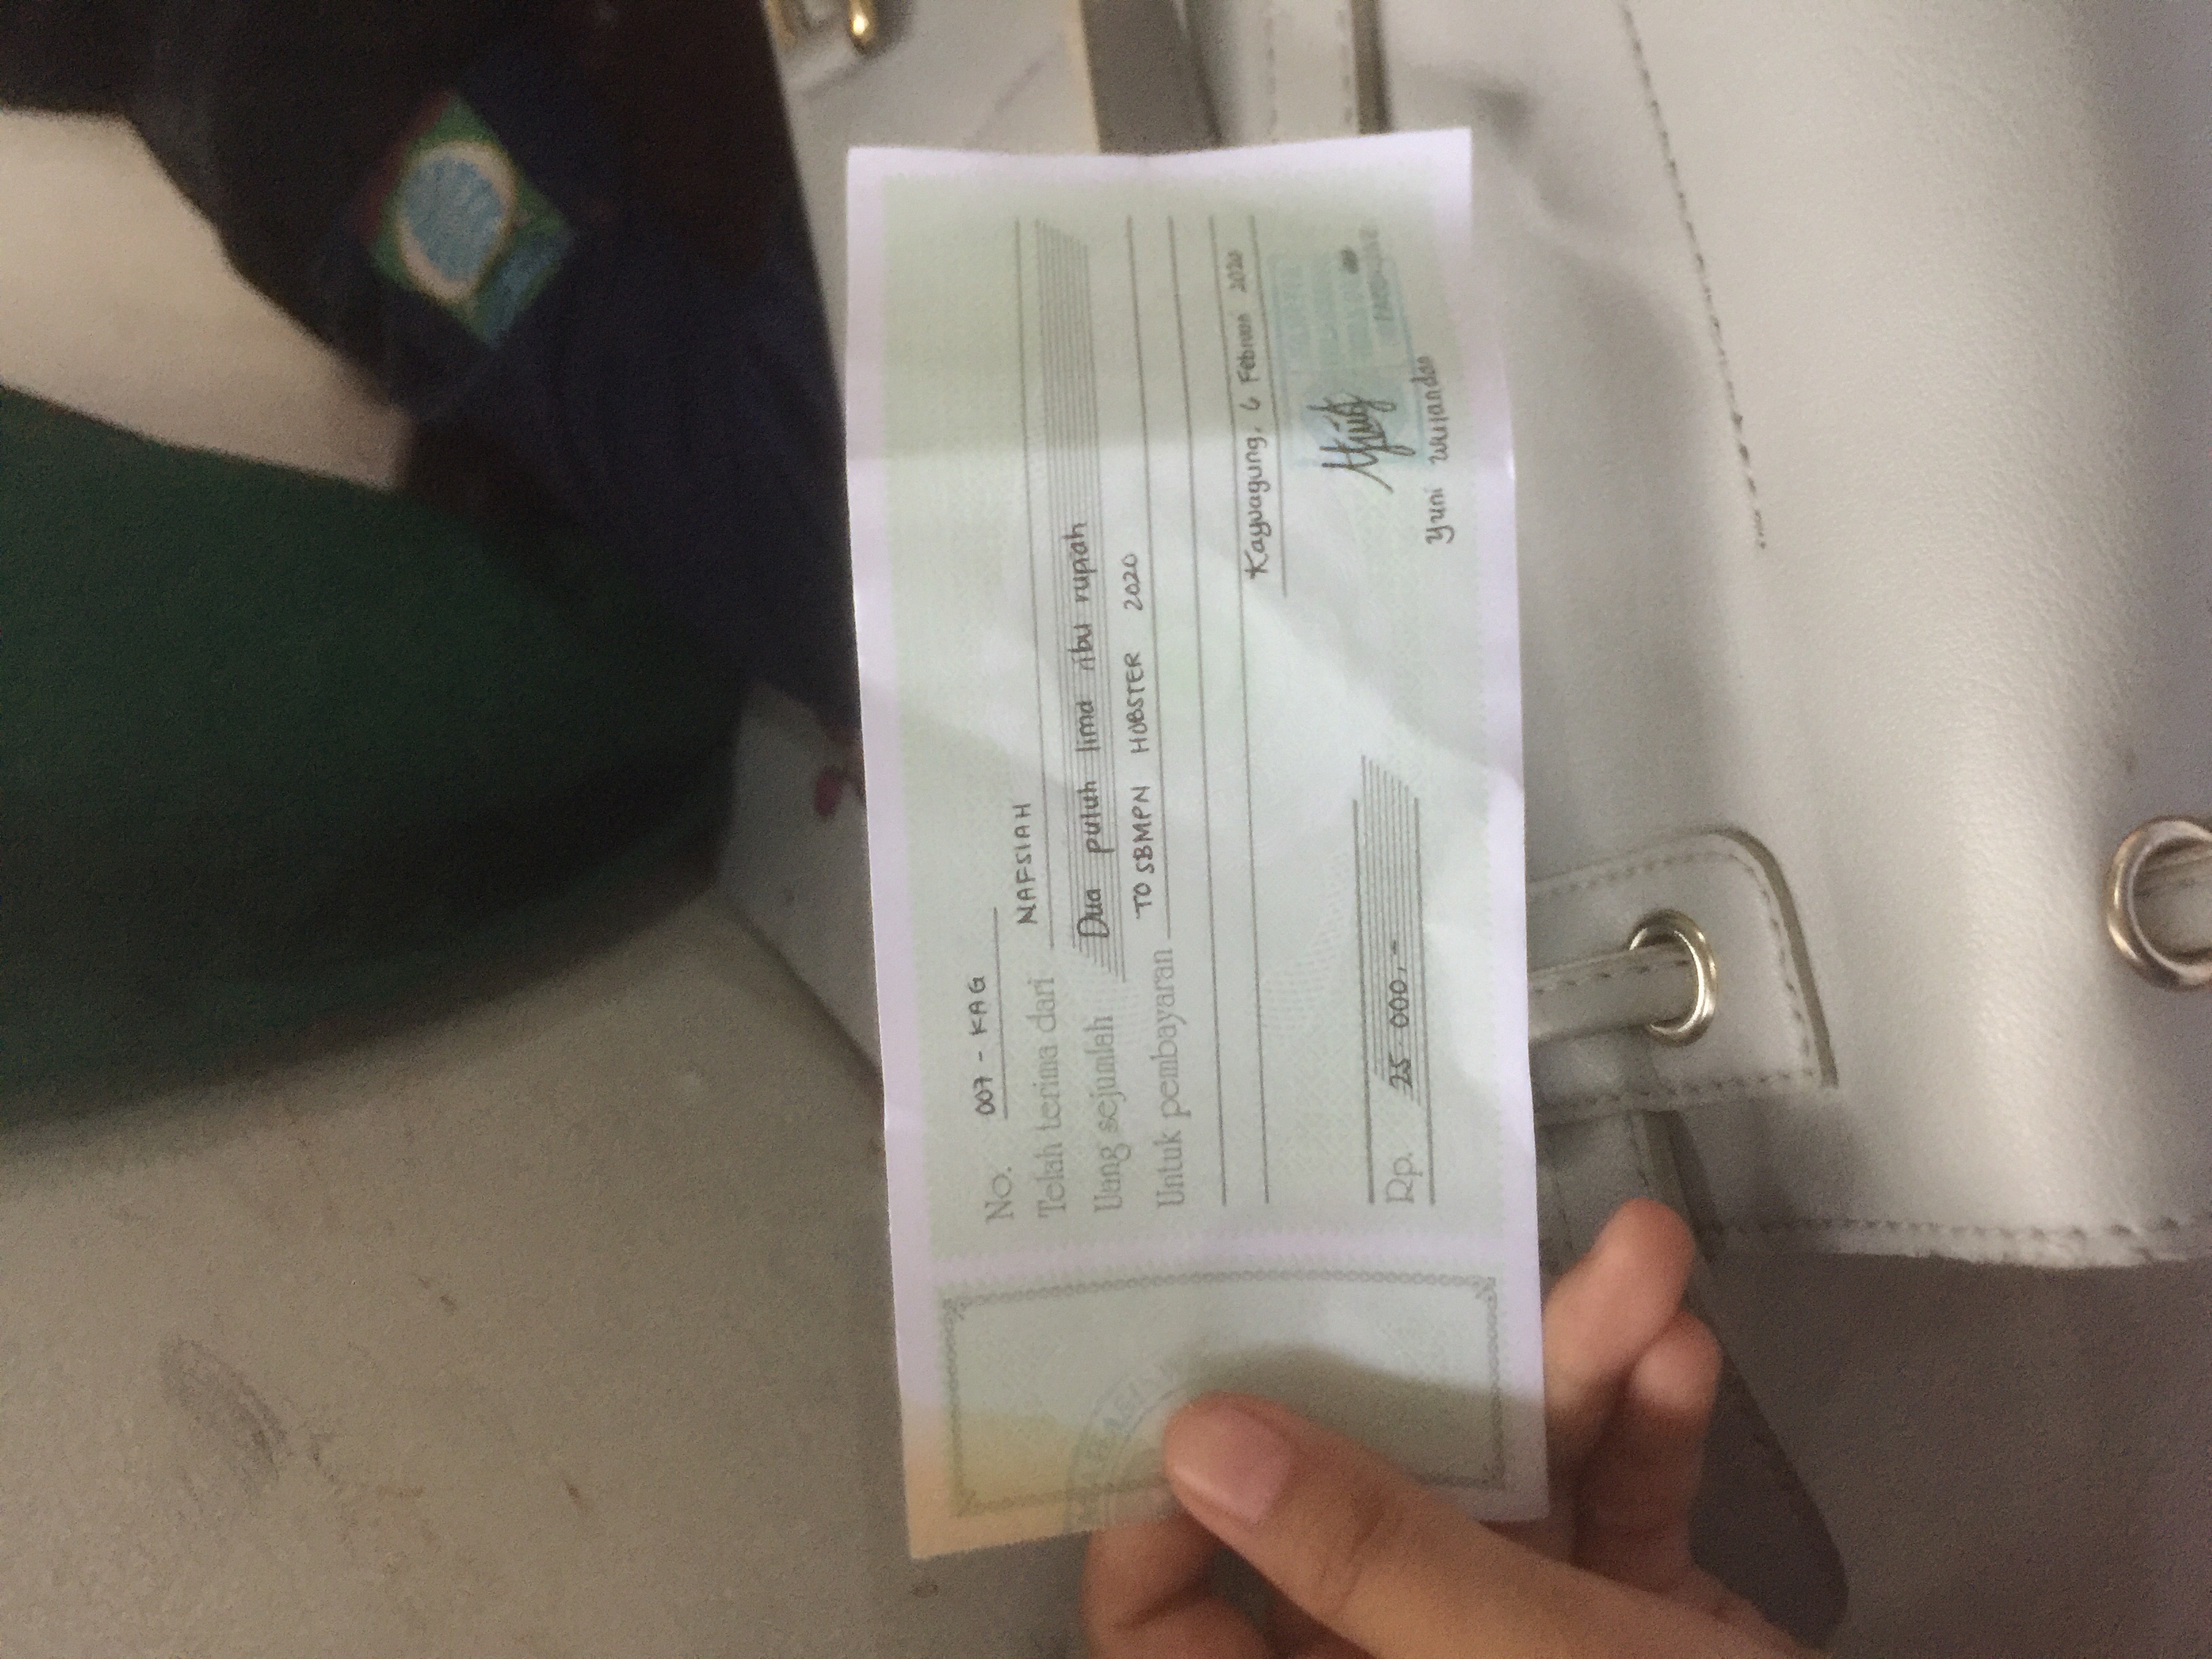 No. 007 - KAG
Telah terima dari NAFSIAH
Uang sejumlah Dua puluh lima ribu rupiah
Untuk pembayaran TO SBMPN HOBSTER 2020
Kayuagung, 6 Februari 2020
Rp. 25.000,-
Yuni Wulandari